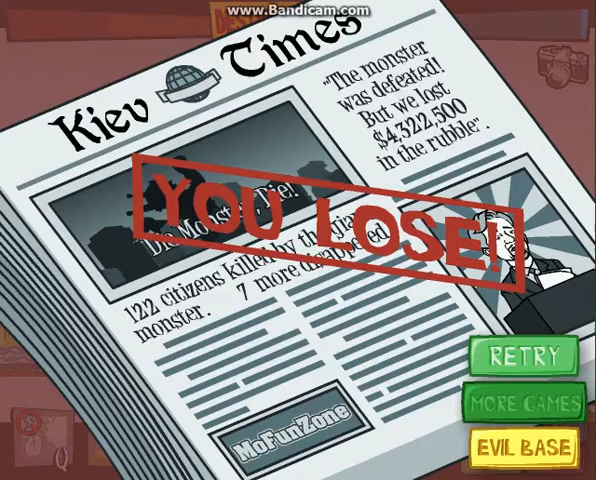 www.Bandicam.com
Kiev Times
"The monster
was defeated!
But we lost
$4,322,500
in the rubble".
Die Monster, Die!
YOU LOSE!
122 citizens killed by the giant
monster. 7 more disappeared
MoFunZone
RETRY
MORE GAMES
EVIL BASE
Q